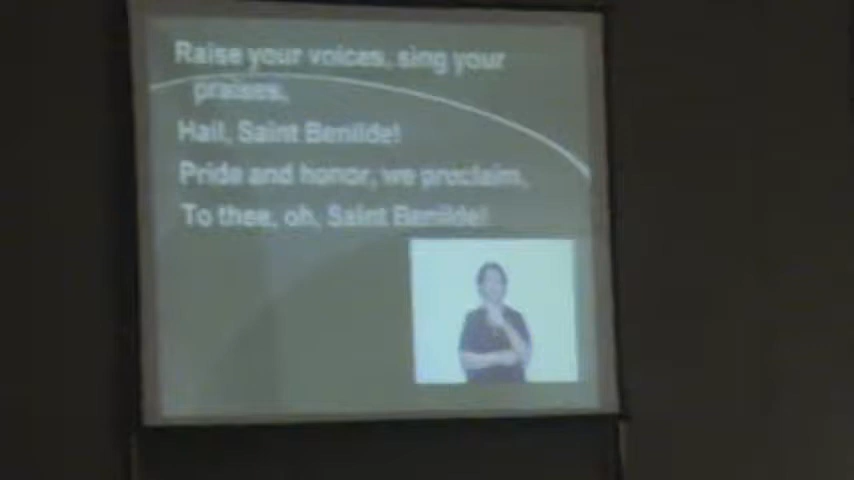 Raise your voices, sing your
praises,
Hail, Saint Benilde!
Pride and honor, we proclaim,
To thee, oh, Saint Benilde!